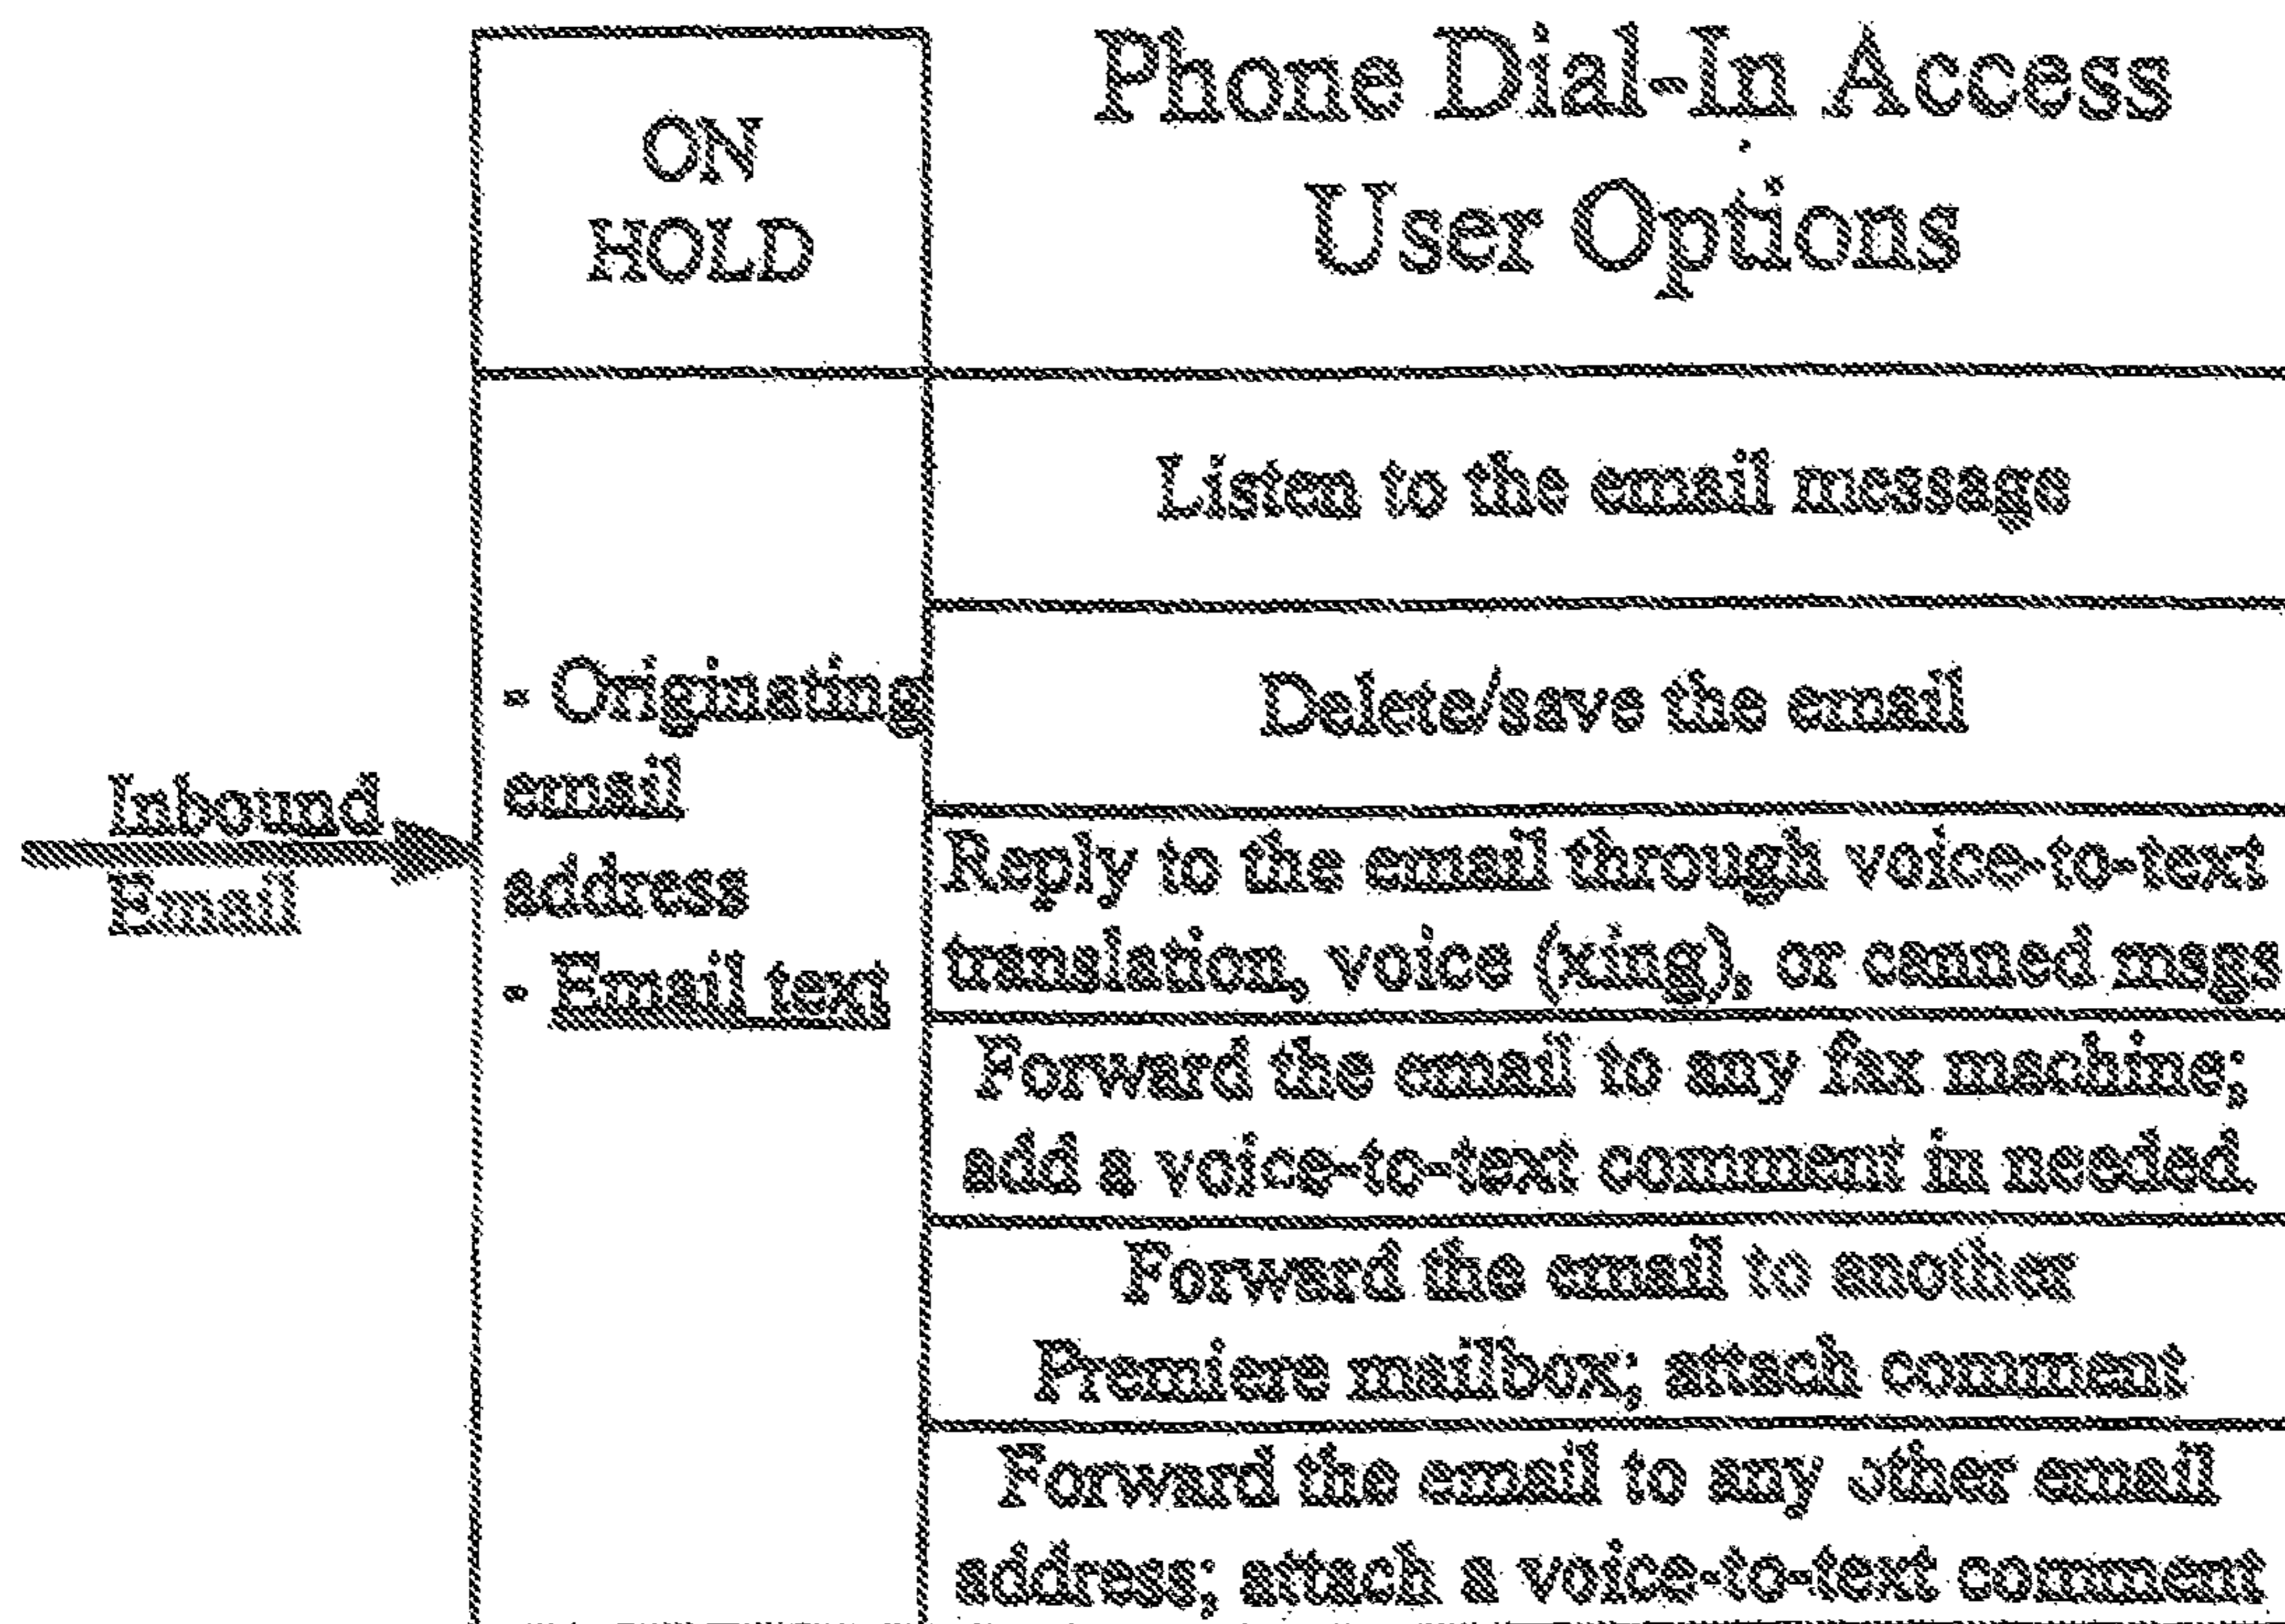 ON
HOLD
Phone Dial-In Access
User Options
Inbound
Email
- Originating
email
address
- Email text
Listen to the email message
Delete/save the email
Reply to the email through voice-to-text
translation, voice (xing), or canned msgs
Forward the email to any fax machine;
add a voice-to-text comment in needed.
Forward the email to another
Premiere mailbox; attach comment
Forward the email to any other email
address; attach a voice-to-text comment